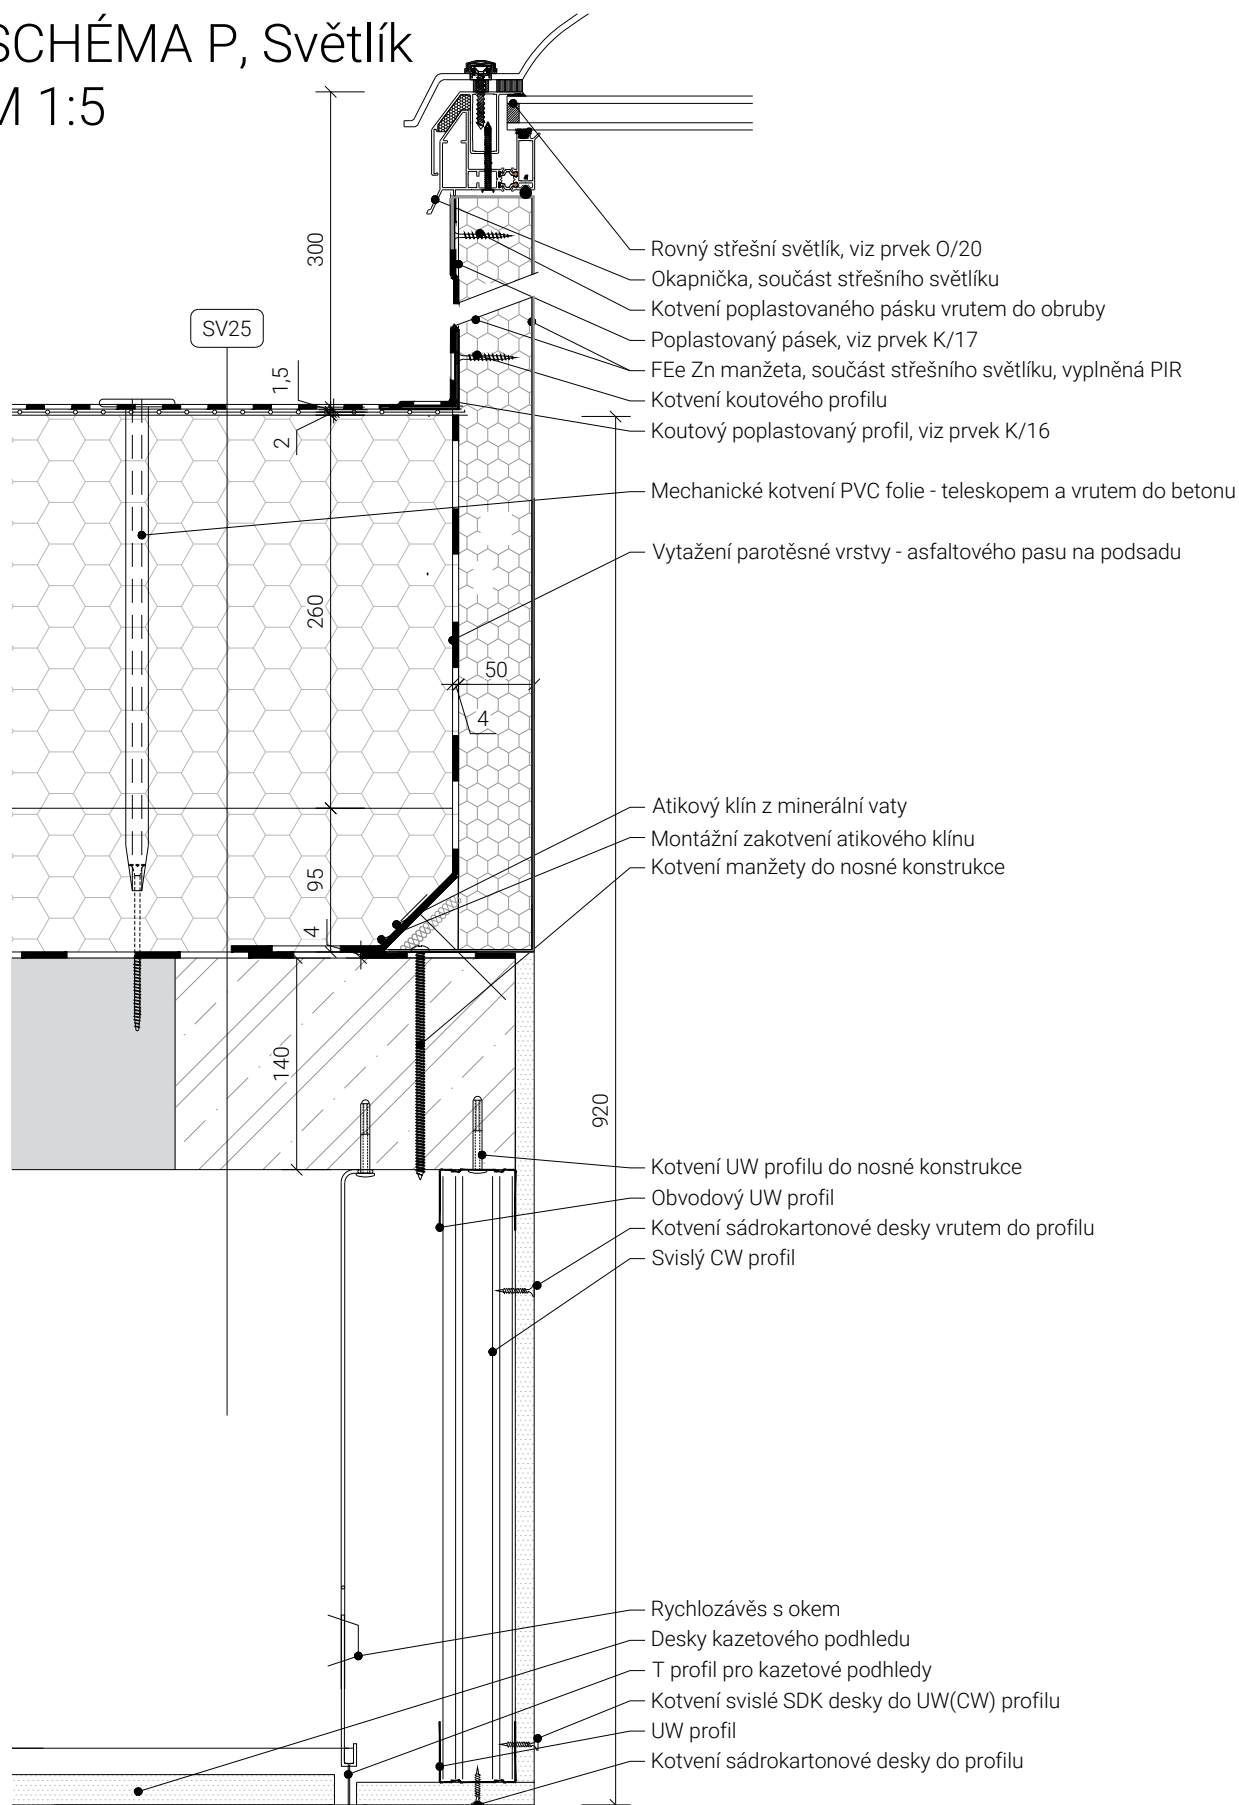 SCHÉMA P, Světlík
M 1:5
300
SV25
1,5
2
260
50
4
95
4
140
920
Rovný střešní světlík, viz prvek O/20
Okapnička, součást střešního světlíku
Kotvení poplastovaného pásku vrutem do obruby
Poplastovaný pásek, viz prvek K/17
FEe Zn manžeta, součást střešního světlíku, vyplněná PIR
Kotvení koutového profilu
Koutový poplastovaný profil, viz prvek K/16
Mechanické kotvení PVC folie - teleskopem a vrutem do betonu
Vytažení parotěsné vrstvy - asfaltového pasu na podsadu
Atikový klín z minerální vaty
Montážní zakotvení atikového klínu
Kotvení manžety do nosné konstrukce
Kotvení UW profilu do nosné konstrukce
Obvodový UW profil
Kotvení sádrokartonové desky vrutem do profilu
Svislý CW profil
Rychlozávěs s okem
Desky kazetového podhledu
T profil pro kazetové podhledy
Kotvení svislé SDK desky do UW(CW) profilu
UW profil
Kotvení sádrokartonové desky do profilu